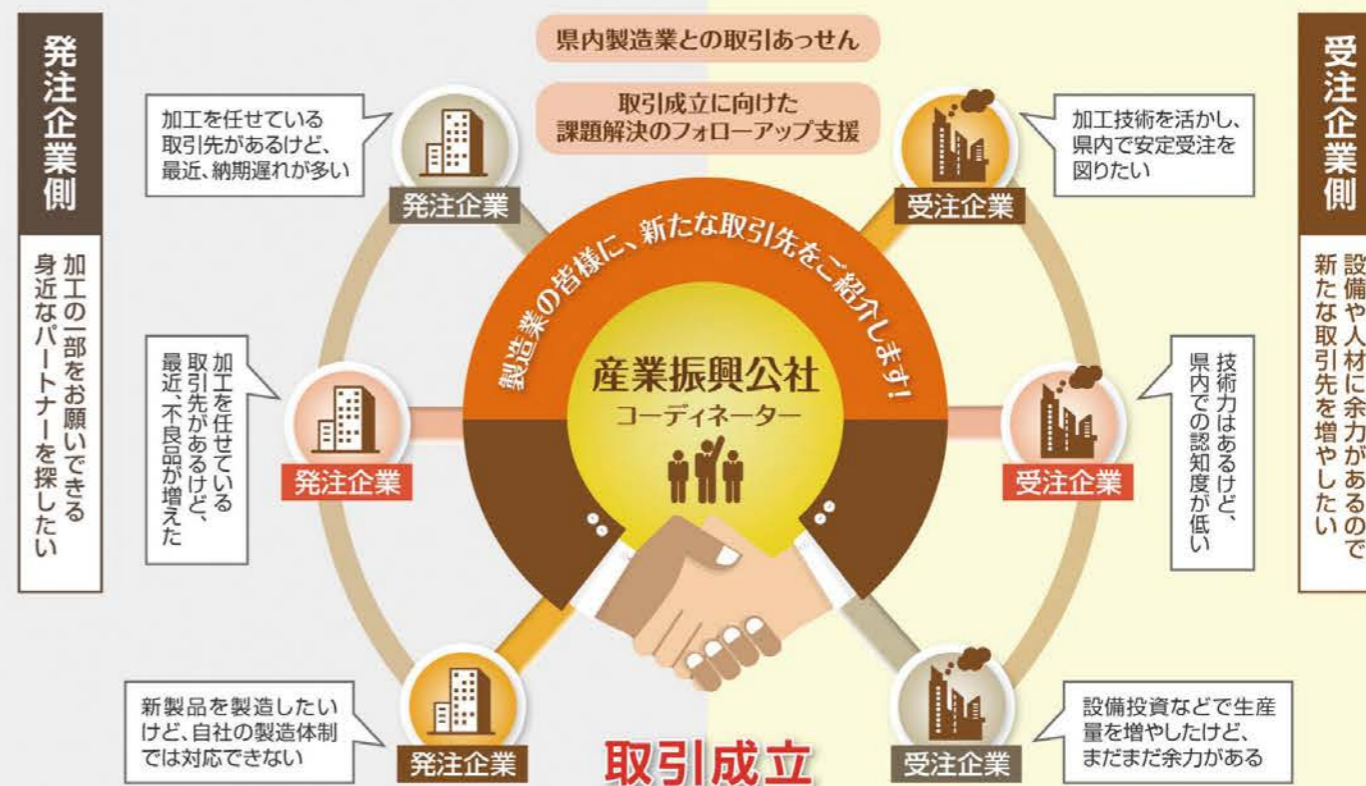 発注企業側
加工の一部をお願いできる
身近なパートナーを探したい
県内製造業との取引あっせん
取引成立に向けた
課題解決のフォローアップ支援
加工を任せている
取引先があるけど、
最近、納期遅れが多い
発注企業
加工を任せている
取引先があるけど、
最近、不良品が増えた
発注企業
新製品を製造したい
けど、自社の製造体制
では対応できない
発注企業
製造業の皆様に、新たな取引先をご紹介します!
産業振興公社
コーディネーター
取引成立
受注企業
加工技術を活かし、
県内で安定受注を
図りたい
受注企業
技術力はあるけど、
県内での認知度が低い
受注企業
設備投資などで生産
量を増やしたけど、
まだまだ余力がある
受注企業側
設備や人材に余力があるので
新たな取引先を増やしたい